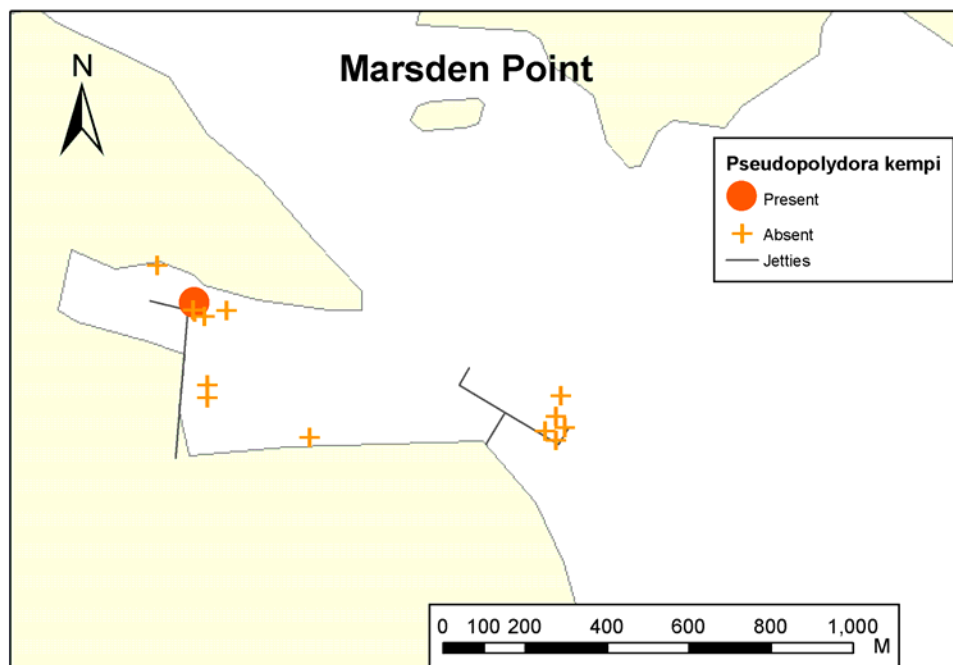 Marsden Point
N
Pseudopolydora kempi
Present
Absent
Jetties
0 100 200 400 600 800 1,000
M